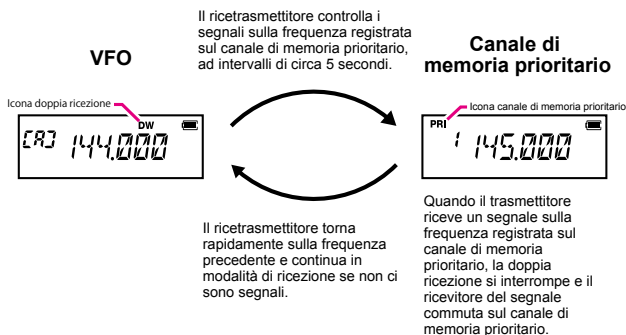 Il ricetrasmettitore controlla i
segnali sulla frequenza registrata
sul canale di memoria prioritario,
ad intervalli di circa 5 secondi.
VFO
Canale di
memoria prioritario
Icona doppia ricezione
DW
[A] 144.000
Icona canale di memoria prioritario
PRI
1 145.000
Il ricetrasmettitore torna
rapidamente sulla frequenza
precedente e continua in
modalità di ricezione se non ci
sono segnali.
Quando il trasmettitore
riceve un segnale sulla
frequenza registrata sul
canale di memoria
prioritario, la doppia
ricezione si interrompe e il
ricevitore del segnale
commuta sul canale di
memoria prioritario.